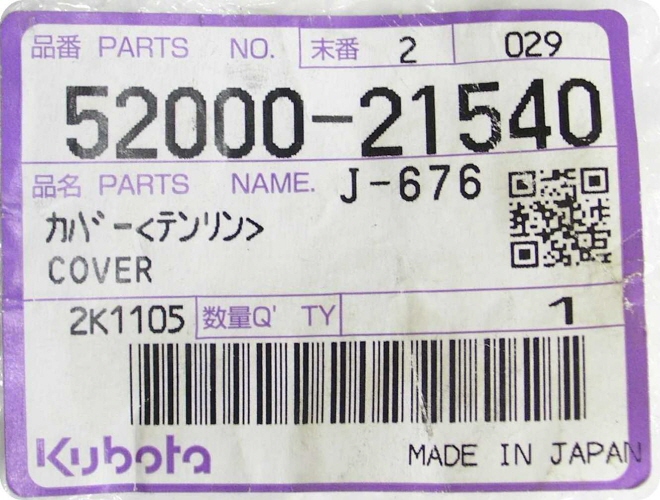 品番 PARTS NO. 末番 2 029
52000-21540
品名 PARTS NAME. J-676
カバー<テンリン>
COVER
2K1105 数量Q' TY 1
Kubota MADE IN JAPAN